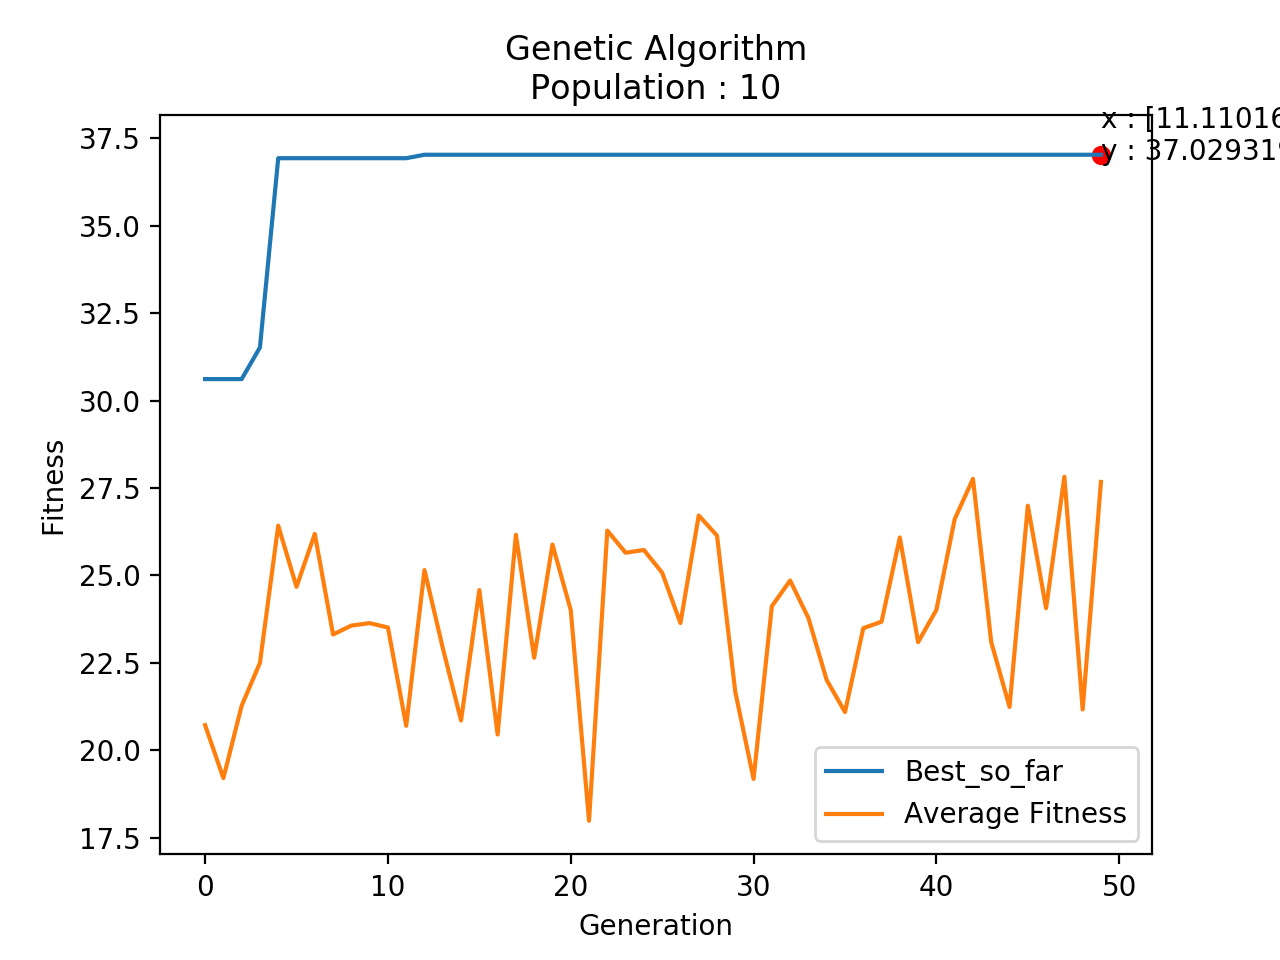 Genetic Algorithm
Population : 10
x : [11.11016
y : 37.029319
37.5
35.0
32.5
30.0
27.5
25.0
22.5
20.0
17.5
Fitness
Best_so_far
Average Fitness
0 10 20 30 40 50
Generation